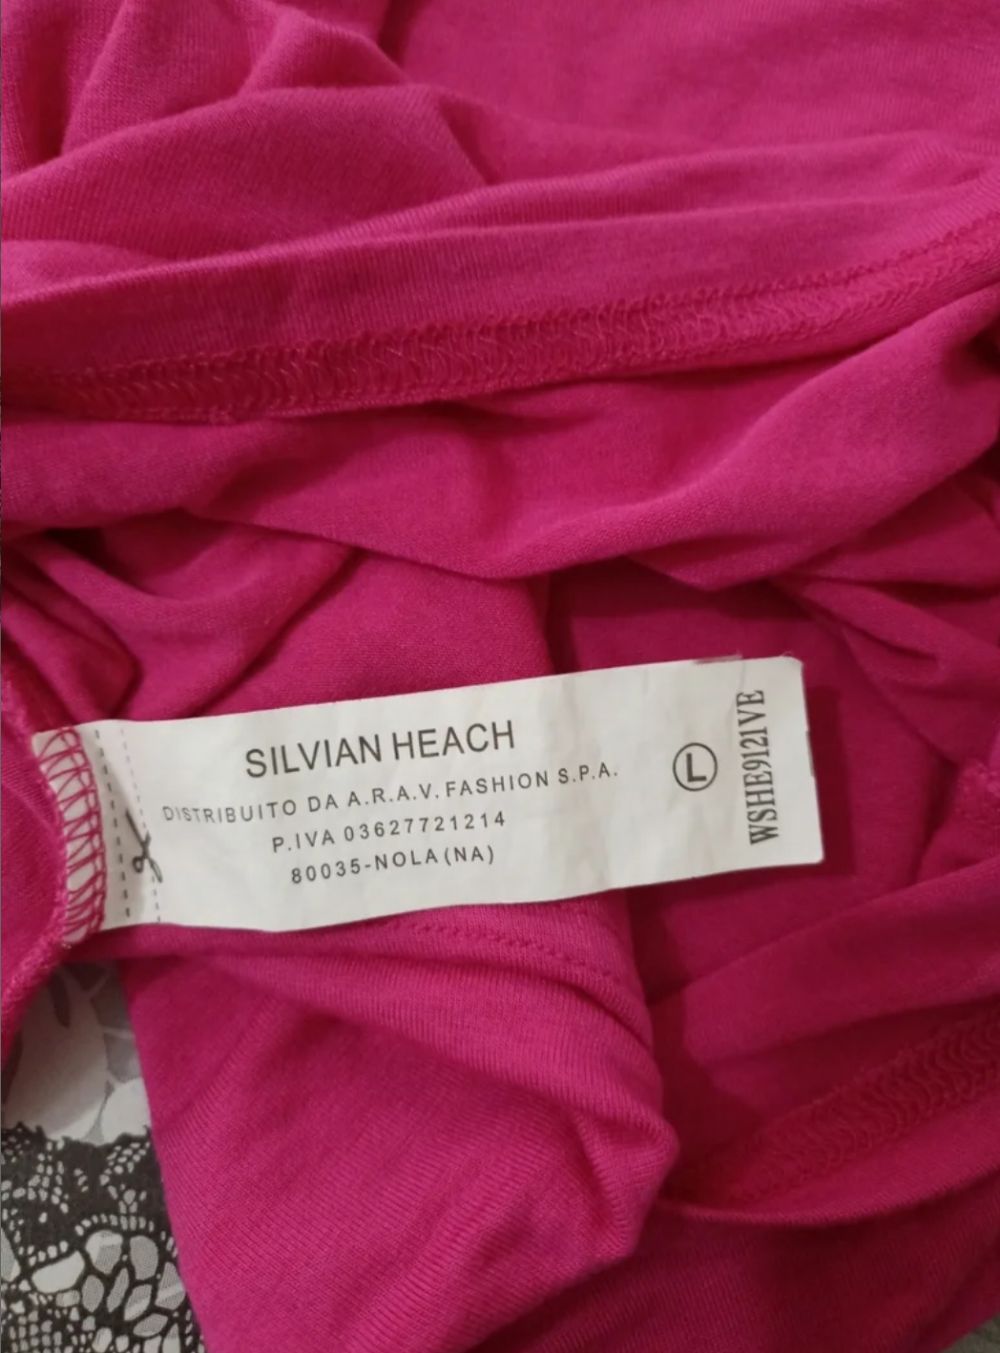 SILVIAN HEACH
DISTRIBUITO DA A.R.A.V. FASHION S.P.A.
P.IVA 03627721214
80035-NOLA(NA)
L
WSHE9121VE